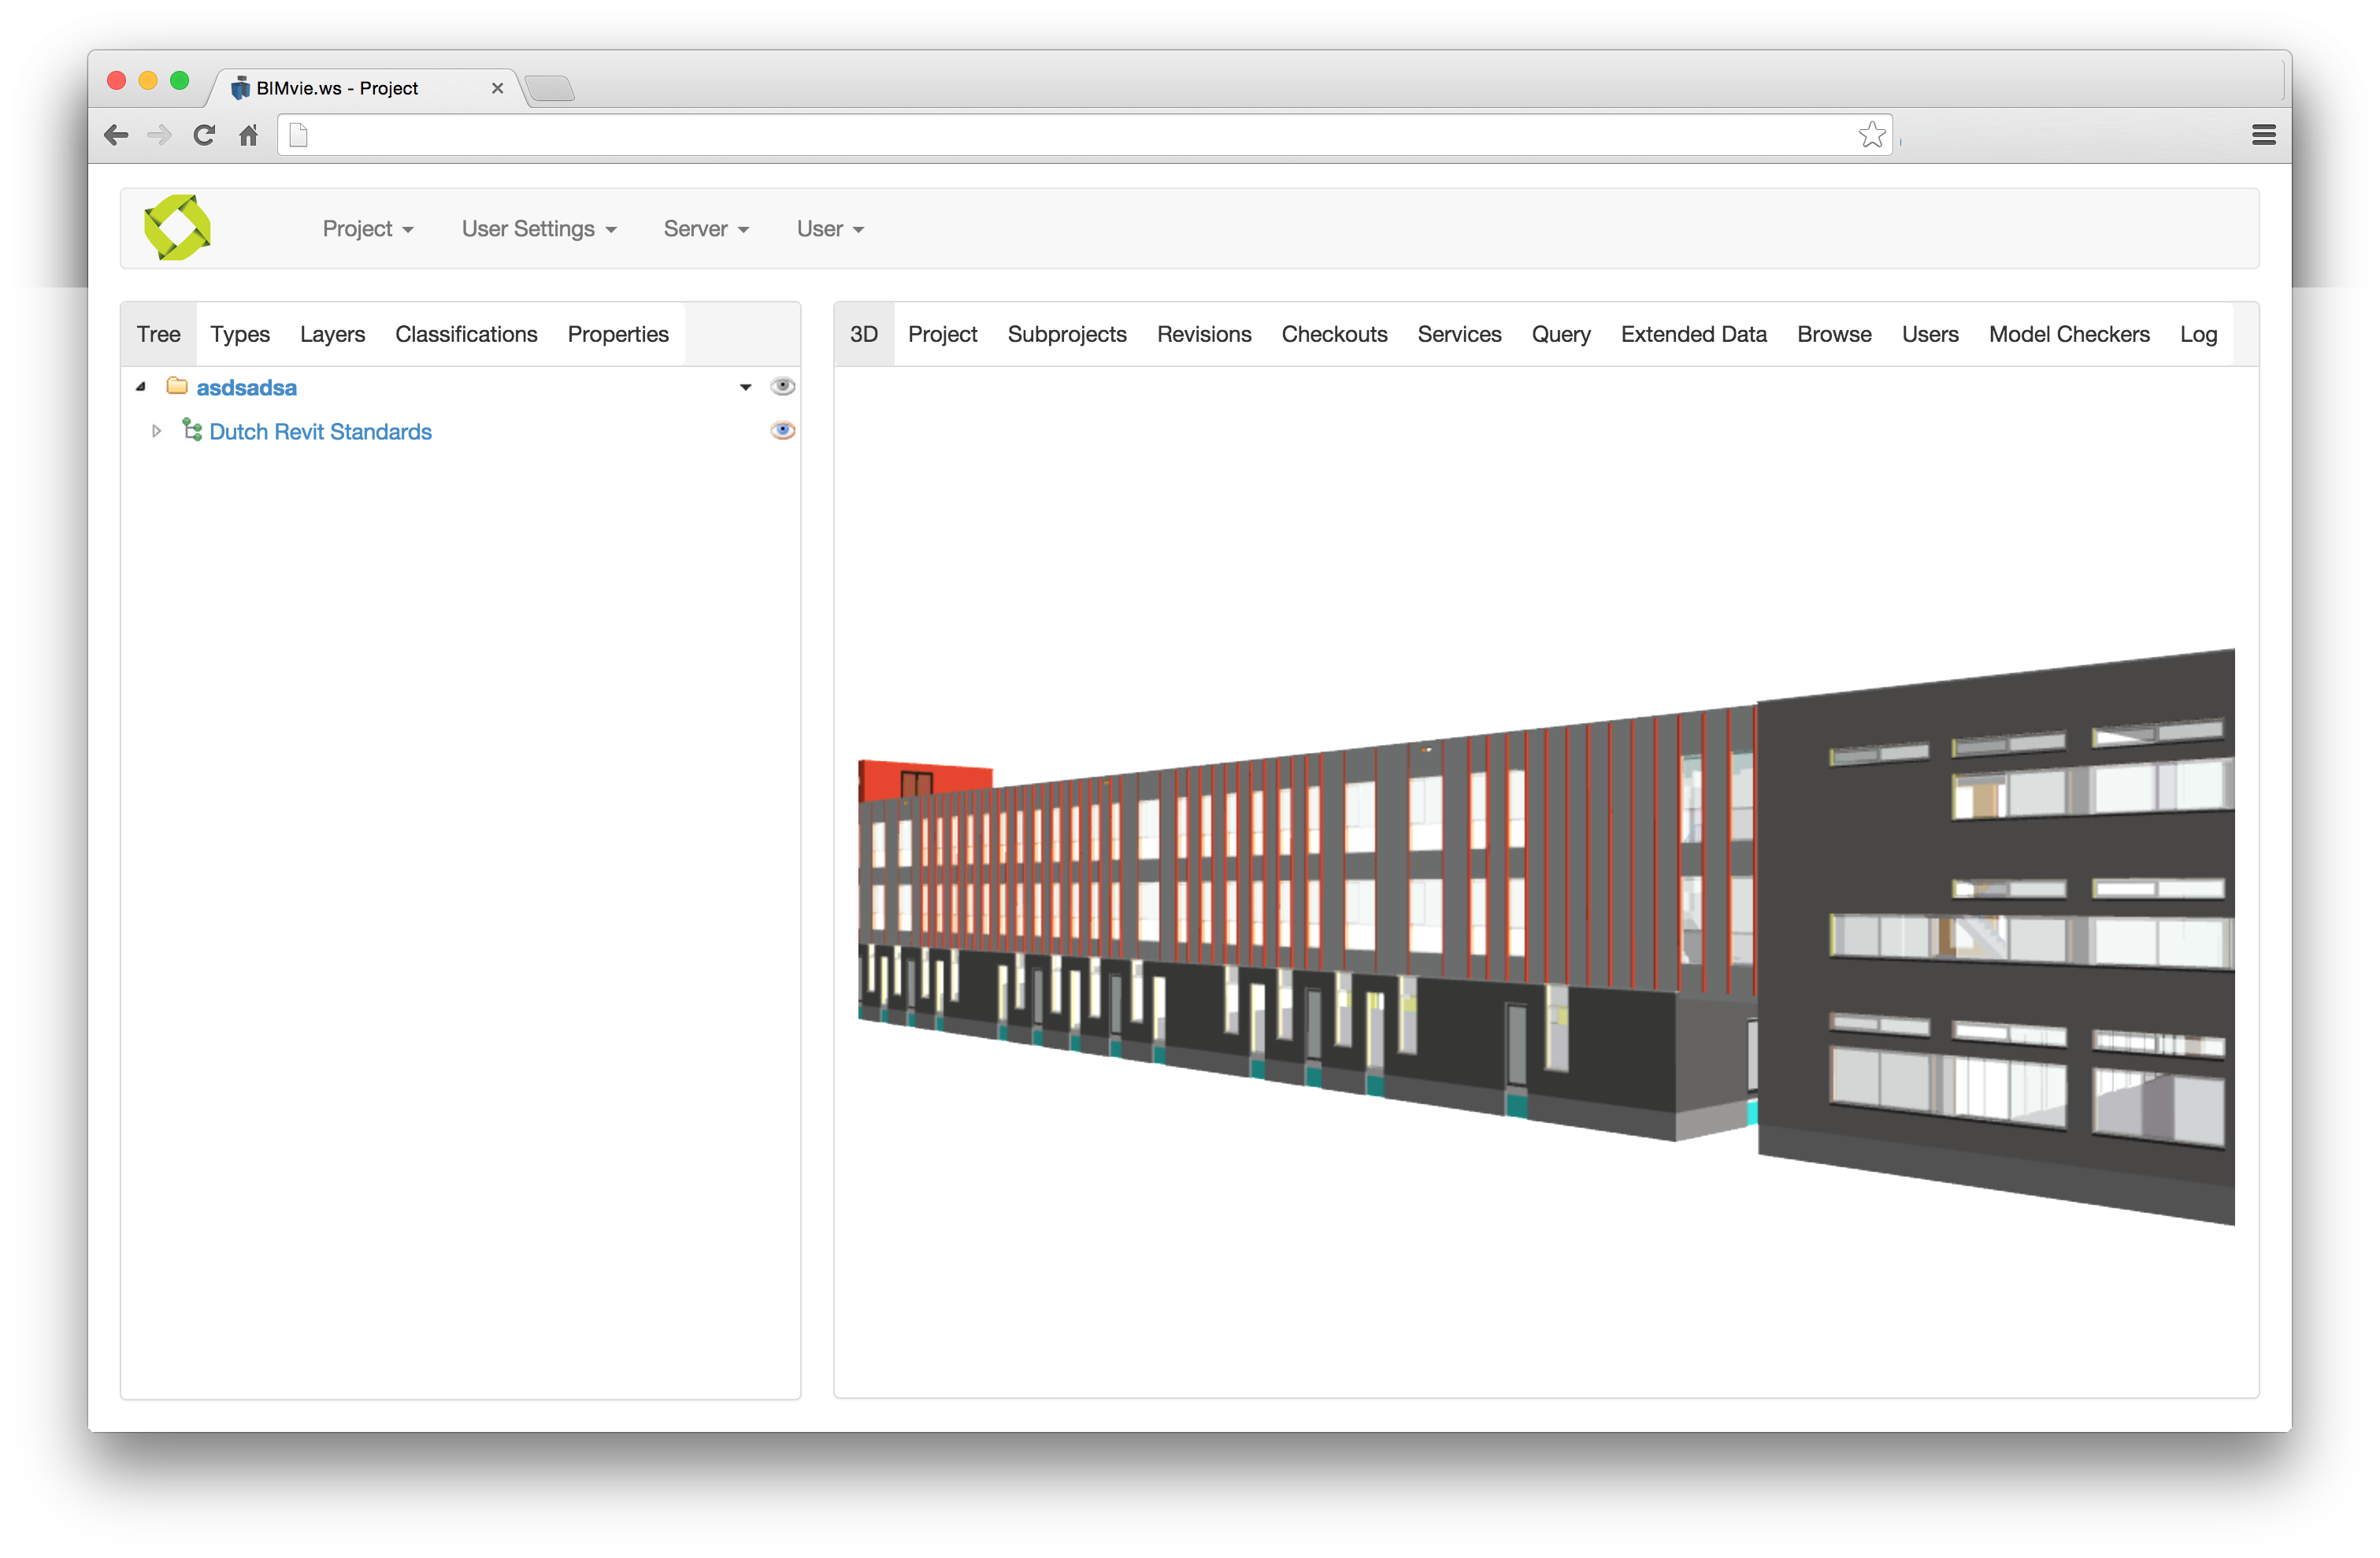 BIMvie.ws - Project
Project User Settings Server User
Tree Types Layers Classifications Properties
asdsadsa
Dutch Revit Standards
3D Project Subprojects Revisions Checkouts Services Query Extended Data Browse Users Model Checkers Log